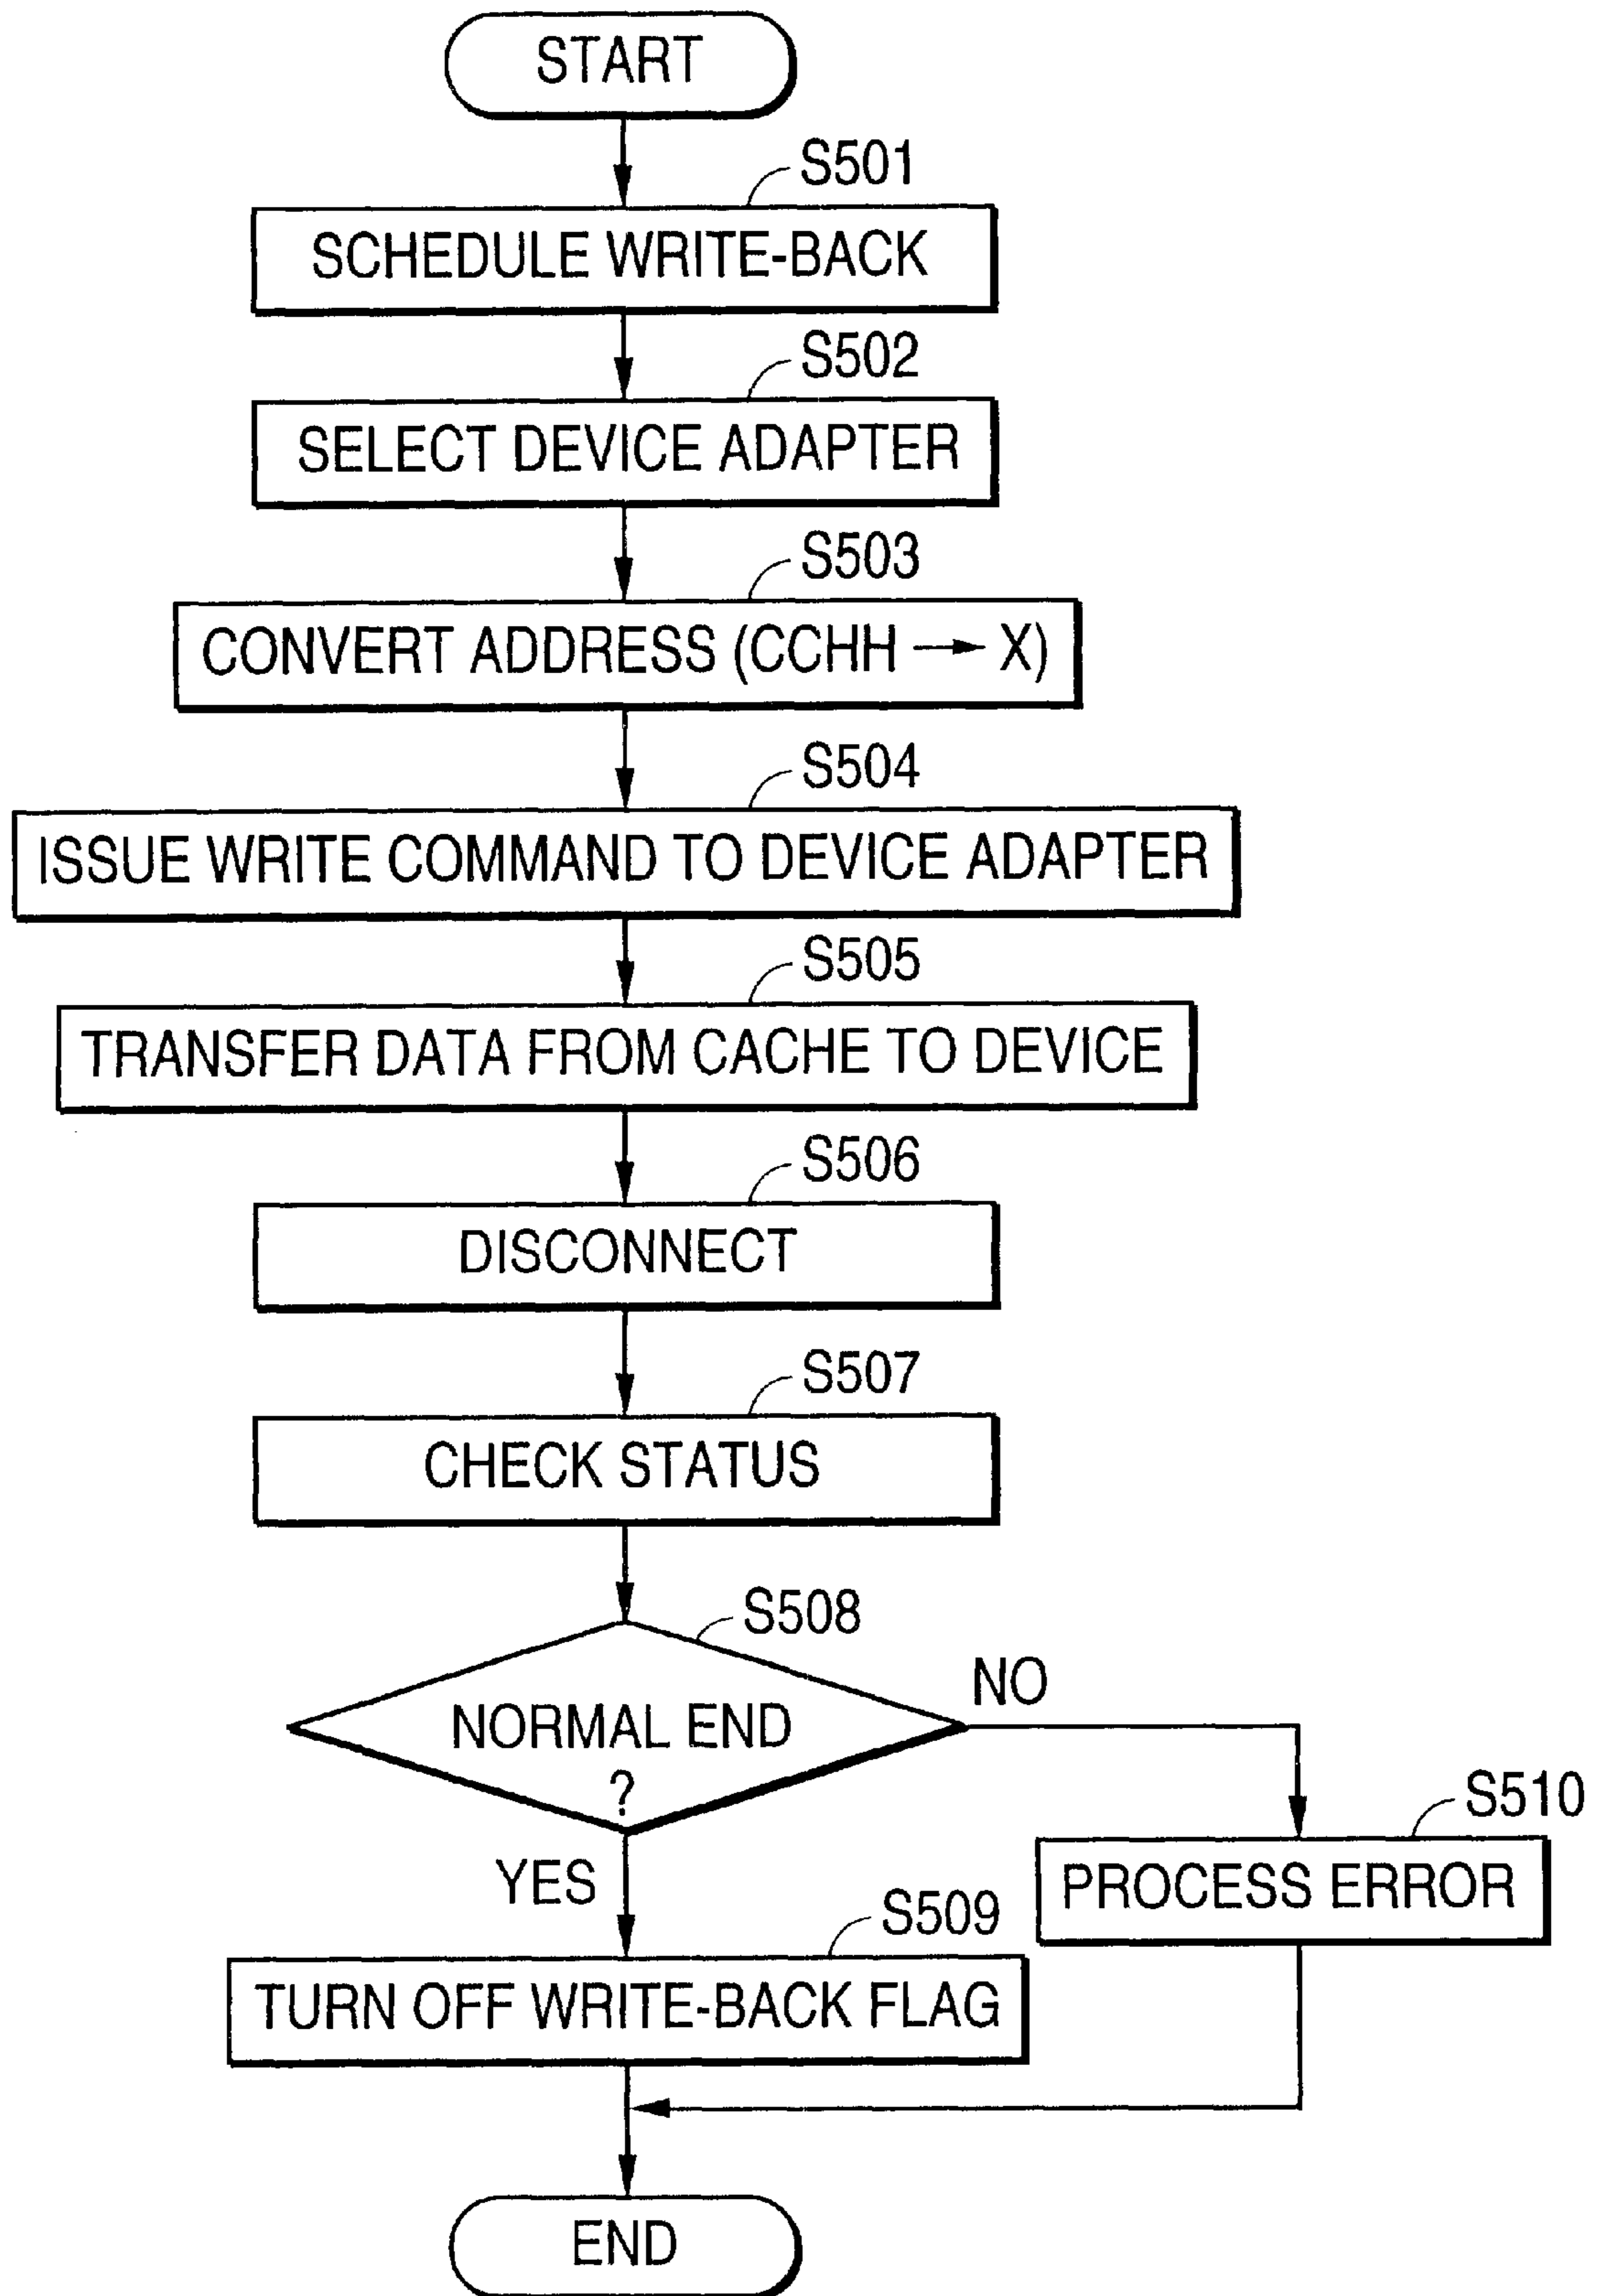 START
S501
SCHEDULE WRITE-BACK
S502
SELECT DEVICE ADAPTER
S503
CONVERT ADDRESS (CCHH → X)
S504
ISSUE WRITE COMMAND TO DEVICE ADAPTER
S505
TRANSFER DATA FROM CACHE TO DEVICE
S506
DISCONNECT
S507
CHECK STATUS
S508
NORMAL END
?
NO
S510
PROCESS ERROR
YES
S509
TURN OFF WRITE-BACK FLAG
END